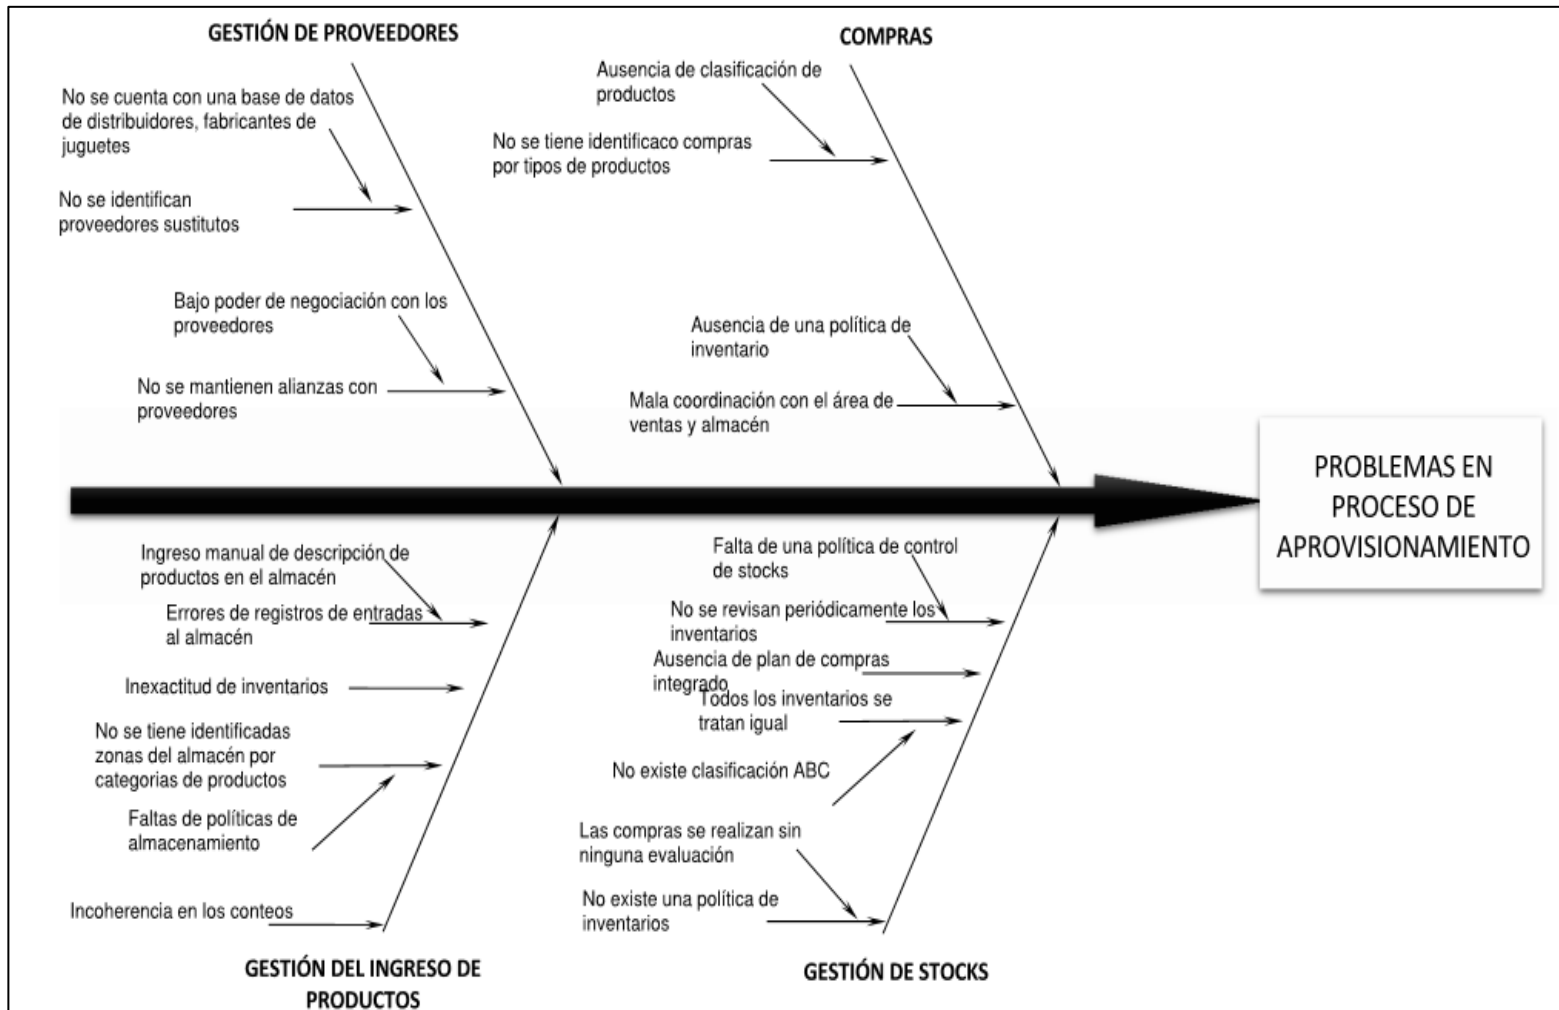 GESTIÓN DE PROVEEDORES
No se cuenta con una base de datos
de distribuidores, fabricantes de
juguetes
No se identifican
proveedores sustitutos
Bajo poder de negociación con los
proveedores
No se mantienen alianzas con
proveedores
COMPRAS
Ausencia de clasificación de
productos
No se tiene identificaco compras
por tipos de productos
Ausencia de una política de
inventario
Mala coordinación con el área de
ventas y almacén
PROBLEMAS EN
PROCESO DE
APROVISIONAMIENTO
Ingreso manual de descripción de
productos en el almacén
Errores de registros de entradas
al almacén
Inexactitud de inventarios
No se tiene identificadas
zonas del almacén por
categorias de productos
Faltas de políticas de
almacenamiento
Incoherencia en los conteos
GESTIÓN DEL INGRESO DE
PRODUCTOS
Falta de una política de control
de stocks
No se revisan periódicamente los
inventarios
Ausencia de plan de compras
integrado
Todos los inventarios se
tratan igual
No existe clasificación ABC
Las compras se realizan sin
ninguna evaluación
No existe una política de
inventarios
GESTIÓN DE STOCKS